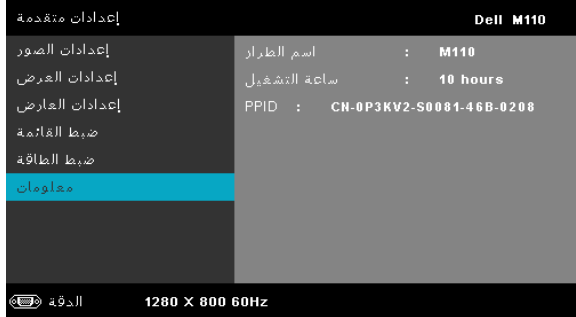 إعدادات متقدمة
Dell M110
إعدادات الصور
إعدادات العرض
إعدادات العارض
ضبط القائمة
ضبط الطاقة
معلومات
اسم الطراز : M110
ساعة التشغيل : 10 hours
PPID : CN-0P3KV2-S0081-46B-0208
الدقة 1280 X 800 60Hz